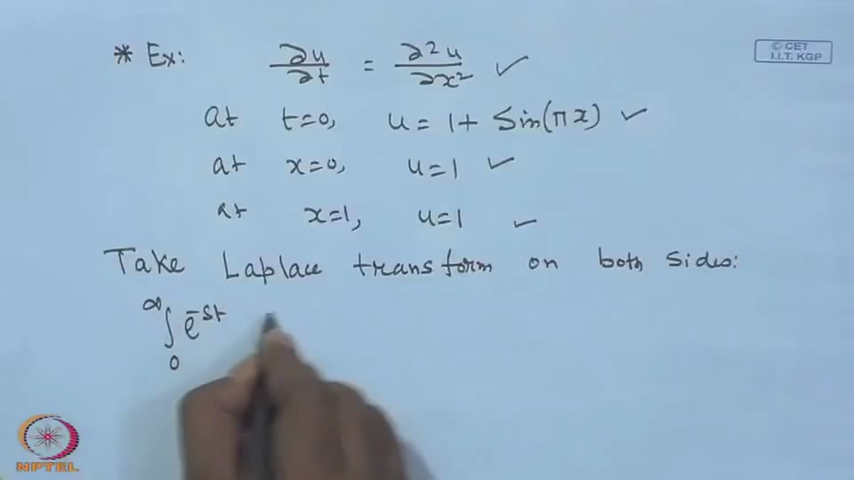 * Ex: ∂u/∂t = ∂²u/∂x² ✓
© CET
I.I.T. KGP
at t=0, u = 1+ Sin(πx) ✓
at x=0, u=1 ✓
at x=1, u=1 ✓
Take Laplace transform on both sides:
∫₀^∞ e^-st
NPTEL